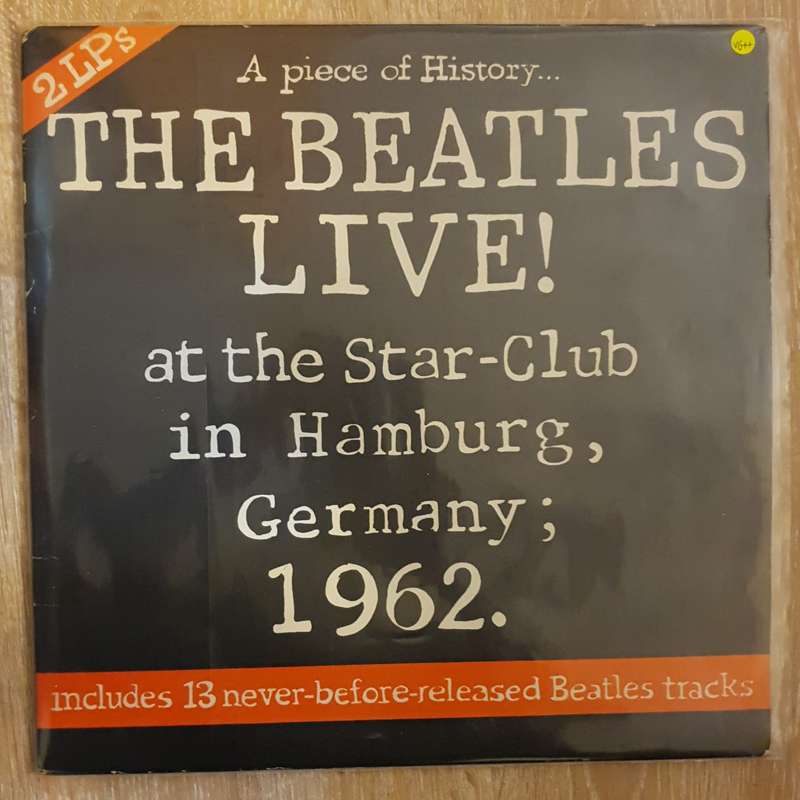 2 LPs
VG++
A piece of History...
THE BEATLES
LIVE!
at the Star-Club
in Hamburg,
Germany;
1962.
includes 13 never-before-released Beatles tracks